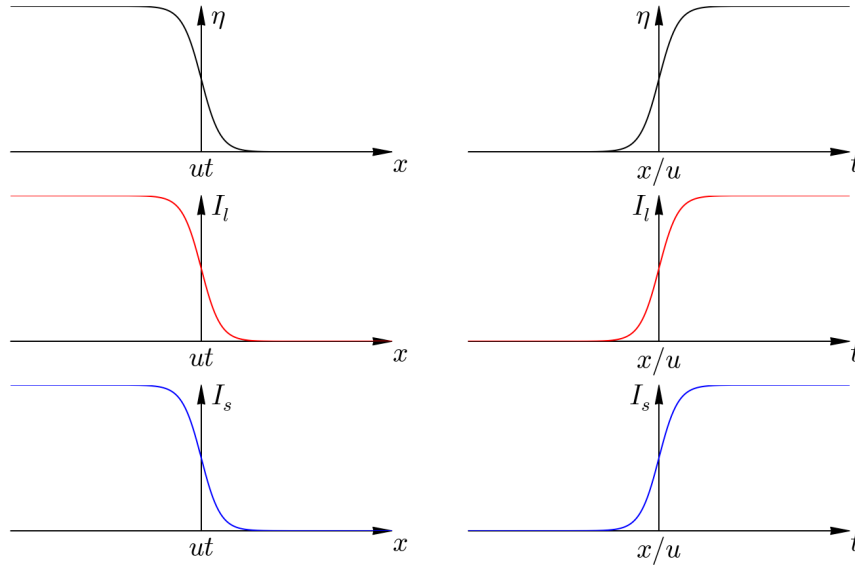 η η
ut x x/u t
I_l I_l
ut x x/u t
I_s I_s
ut x x/u t